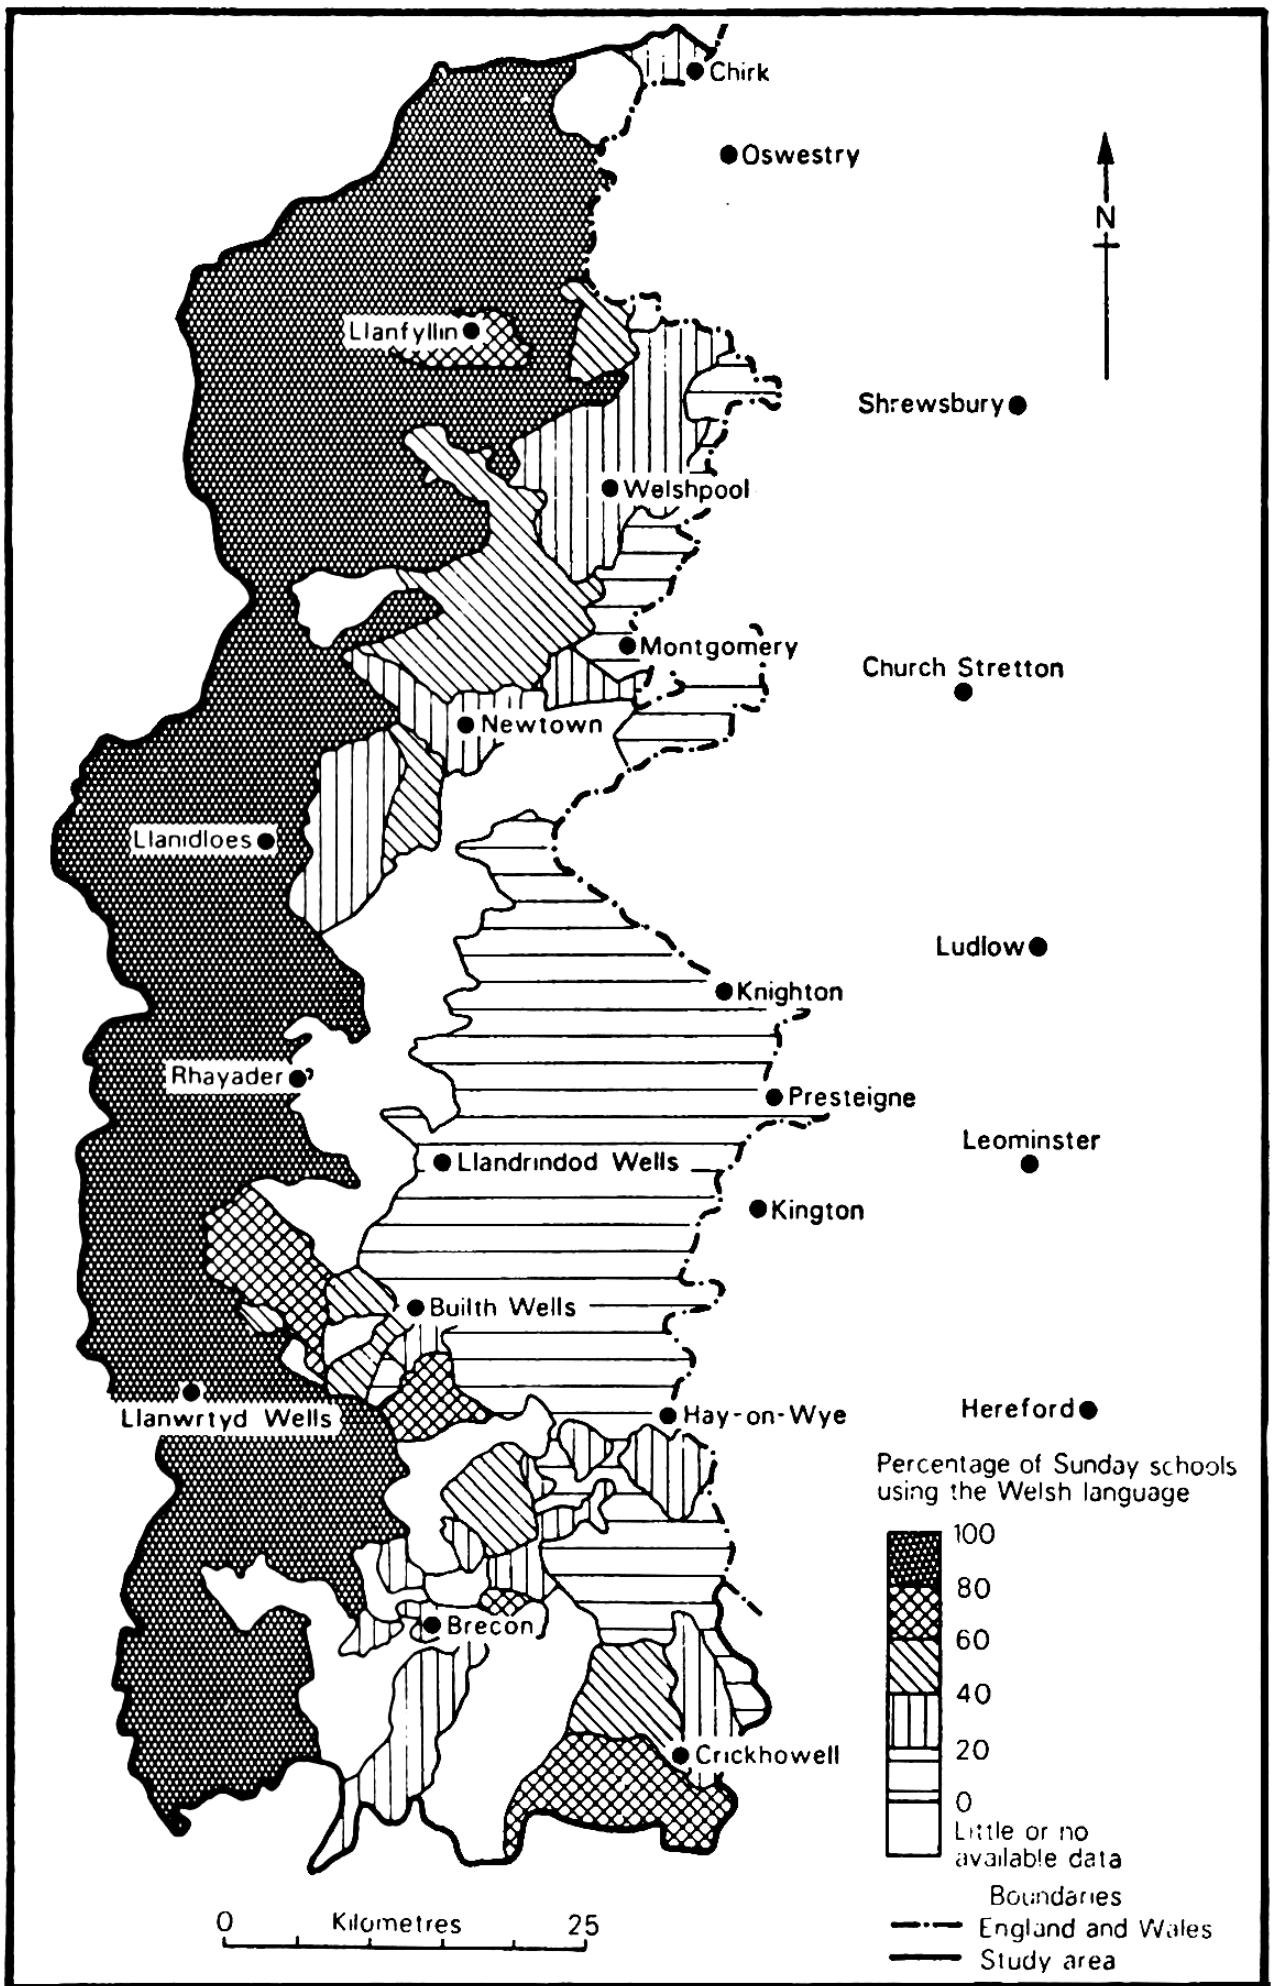 Chirk
Oswestry
N
Llanfyllin
Shrewsbury
Welshpool
Montgomery
Church Stretton
Newtown
Llanidloes
Ludlow
Knighton
Rhayader
Presteigne
Leominster
Llandrindod Wells
Kington
Builth Wells
Llanwrtyd Wells
Hay-on-Wye
Hereford
Percentage of Sunday schools
using the Welsh language
100
80
60
40
20
0
Little or no
available data
Brecon
Crickhowell
Boundaries
England and Wales
Study area
0 Kilometres 25